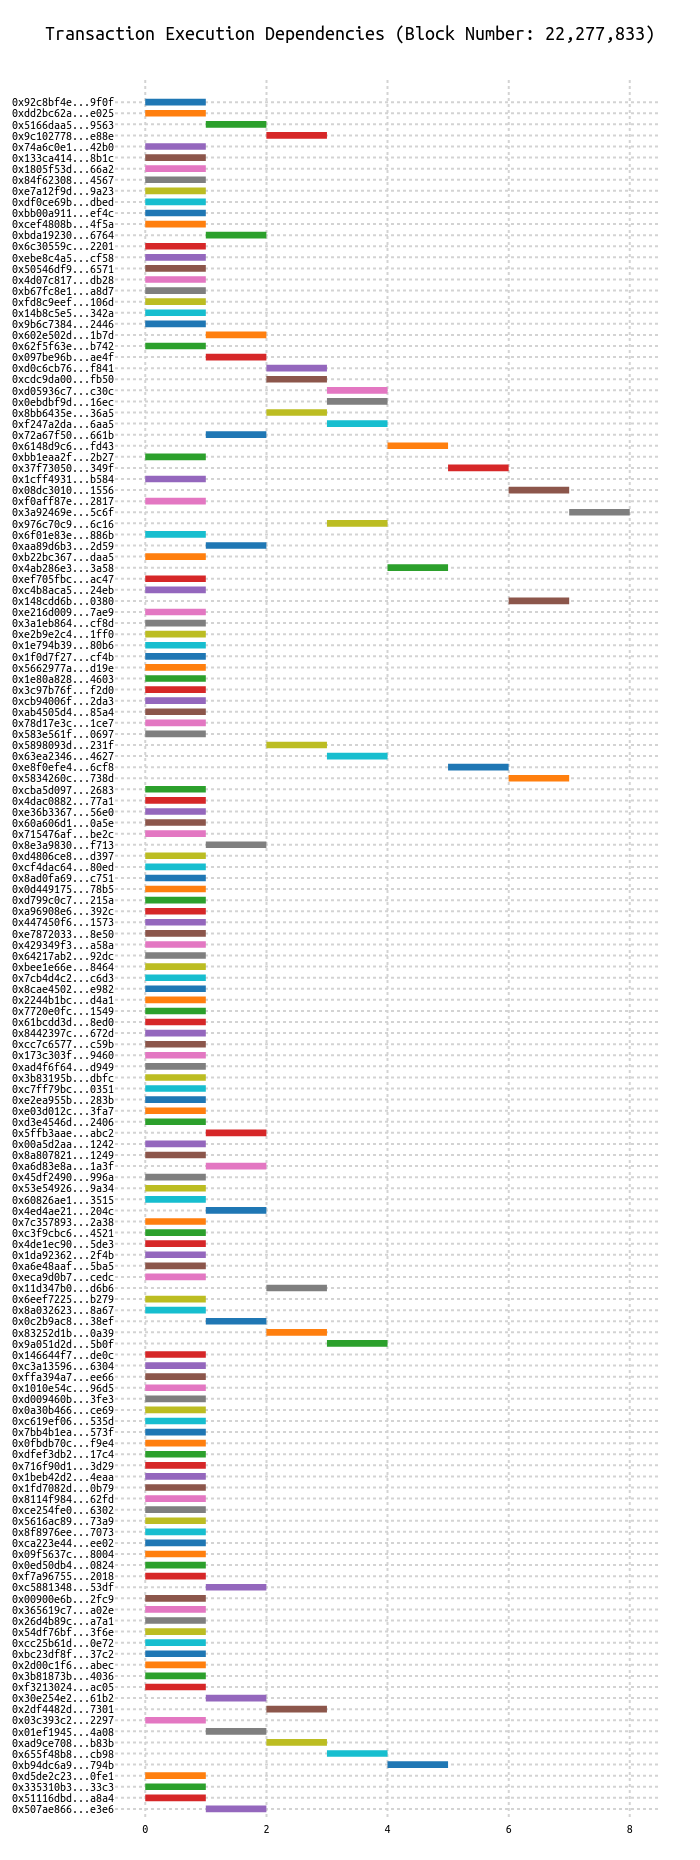 Transaction Execution Dependencies (Block Number: 22,277,833)
0x92c8bf4e...9f0f
0xdd2bc62a...e025
0x5166daa5...9563
0x9c102778...e88e
0x74a6c0e1...42b0
0x133ca414...8b1c
0x1805f53d...66a2
0x84f62308...4567
0xe7a12f9d...9a23
0xdf0ce69b...dbed
0xbb00a911...ef4c
0xcef4808b...4f5a
0xbda19230...6764
0x6c30559c...2201
0xebe8c4a5...cf58
0x50546df9...6571
0x4d07c817...db28
0xb67fc8e1...a8d7
0xfd8c9eef...106d
0x14b8c5e5...342a
0x9b6c7384...2446
0x602e502d...1b7d
0x62f5f63e...b742
0x097be96b...ae4f
0xd0c6cb76...f841
0xcdc9da00...fb50
0xd05936c7...c30c
0x0ebdbf9d...16ec
0x8bb6435e...36a5
0xf247a2da...6aa5
0x72a67f50...661b
0x6148d9c6...fd43
0xbb1eaa2f...2b27
0x37f73050...349f
0x1cff4931...b584
0x08dc3010...1556
0xf0aff87e...2817
0x3a92469e...5c6f
0x976c70c9...6c16
0x6f01e83e...886b
0xaa89d6b3...2d59
0xb22bc367...daa5
0x4ab286e3...3a58
0xef705fbc...ac47
0xc4b8aca5...24eb
0x148cdd6b...0380
0xe216d009...7ae9
0x3a1eb864...cf8d
0xe2b9e2c4...1ff0
0x1e794b39...80b6
0x1f0d7f27...cf4b
0x5662977a...d19e
0x1e80a828...4603
0x3c97b76f...f2d0
0xcb94006f...2da3
0xab4505d4...85a4
0x78d17e3c...1ce7
0x583e561f...0697
0x5898093d...231f
0x63ea2346...4627
0xe8f0efe4...6cf8
0x5834260c...738d
0xcba5d097...2683
0x4dac0882...77a1
0xe36b3367...56e0
0x60a606d1...0a5e
0x715476af...be2c
0x8e3a9830...f713
0xd4806ce8...d397
0xcf4dac64...80ed
0x8ad0fa69...c751
0x0d449175...78b5
0xd799c0c7...215a
0xa96908e6...392c
0x447450f6...1573
0xe7872033...8e50
0x429349f3...a58a
0x64217ab2...92dc
0xbee1e66e...8464
0x7cb4d4c2...c6d3
0x8cae4502...e982
0x2244b1bc...d4a1
0x7720e0fc...1549
0x61bcdd3d...8ed0
0x8442397c...672d
0xcc7c6577...c59b
0x173c303f...9460
0xad4f6f64...d949
0x3b83195b...dbfc
0xc7ff79bc...0351
0xe2ea955b...283b
0xe03d012c...3fa7
0xd3e4546d...2406
0x5ffb3aae...abc2
0x00a5d2aa...1242
0x8a807821...1249
0xa6d83e8a...1a3f
0x45df2490...996a
0x53e54926...9a34
0x60826ae1...3515
0x4ed4ae21...204c
0x7c357893...2a38
0xc3f9cbc6...4521
0x4de1ec90...5de3
0x1da92362...2f4b
0xa6e48aaf...5ba5
0xeca9d0b7...cedc
0x11d347b0...d6b6
0x6eef7225...b279
0x8a032623...8a67
0x0c2b9ac8...38ef
0x83252d1b...0a39
0x9a051d2d...5b0f
0x146644f7...de0c
0xc3a13596...6304
0xffa394a7...ee66
0x1010e54c...96d5
0xd009460b...3fe3
0x0a30b466...ce69
0xc619ef06...535d
0x7bb4b1ea...573f
0x0fbdb70c...f9e4
0xdfef3db2...17c4
0x716f90d1...3d29
0x1beb42d2...4eaa
0x1fd7082d...0b79
0x8114f984...62fd
0xce254fe0...6302
0x5616ac89...73a9
0x8f8976ee...7073
0xca223e44...ee02
0x09f5637c...8004
0x0ed50db4...0824
0xf7a96755...2018
0xc5881348...53df
0x00900e6b...2fc9
0x365619c7...a02e
0x26d4b89c...a7a1
0x54df76bf...3f6e
0xcc25b61d...0e72
0xbc23df8f...37c2
0x2d00c1f6...abec
0x3b81873b...4036
0xf3213024...ac05
0x30e254e2...61b2
0x2df4482d...7301
0x03c393c2...2297
0x01ef1945...4a08
0xad9ce708...b83b
0x655f48b8...cb98
0xb94dc6a9...794b
0xd5de2c23...0fe1
0x335310b3...33c3
0x51116dbd...a8a4
0x507ae866...e3e6
0 2 4 6 8